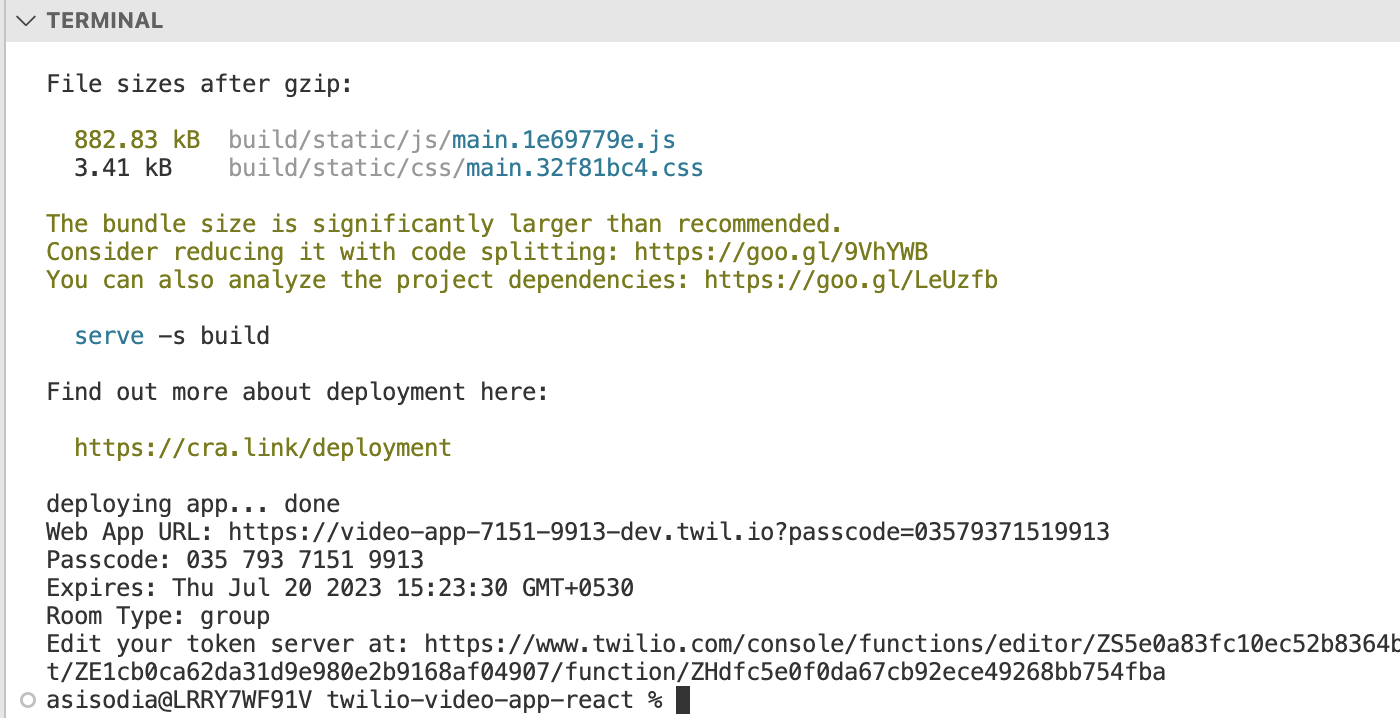 TERMINAL
File sizes after gzip:
882.83 kB  build/static/js/main.1e69779e.js
3.41 kB    build/static/css/main.32f81bc4.css
The bundle size is significantly larger than recommended.
Consider reducing it with code splitting: https://goo.gl/9VhYWB
You can also analyze the project dependencies: https://goo.gl/LeUzfb
serve -s build
Find out more about deployment here:
https://cra.link/deployment
deploying app... done
Web App URL: https://video-app-7151-9913-dev.twil.io?passcode=03579371519913
Passcode: 035 793 7151 9913
Expires: Thu Jul 20 2023 15:23:30 GMT+0530
Room Type: group
Edit your token server at: https://www.twilio.com/console/functions/editor/ZS5e0a83fc10ec52b8364b
t/ZE1cb0ca62da31d9e980e2b9168af04907/function/ZHdfc5e0f0da67cb92ece49268bb754fba
asisodia@LRRY7WF91V twilio-video-app-react %